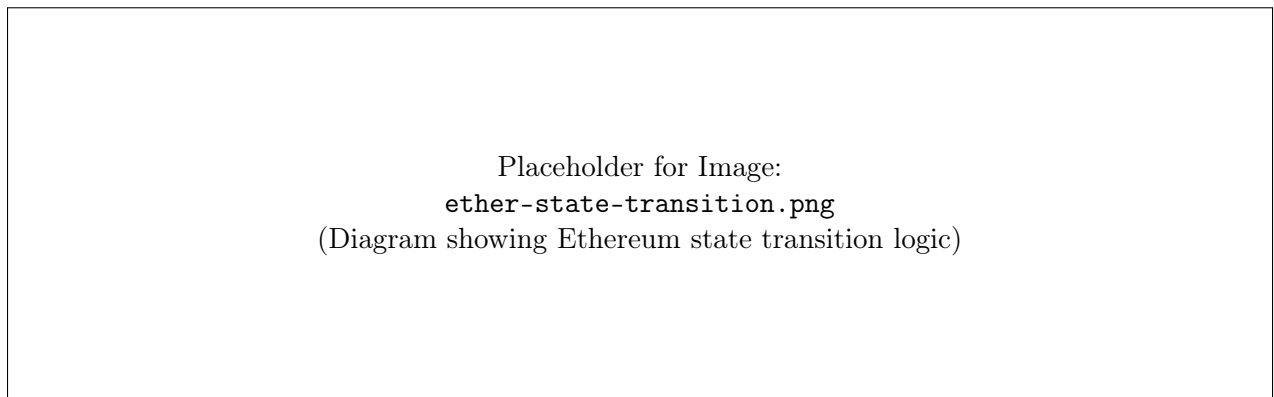 Placeholder for Image:
ether-state-transition.png
(Diagram showing Ethereum state transition logic)